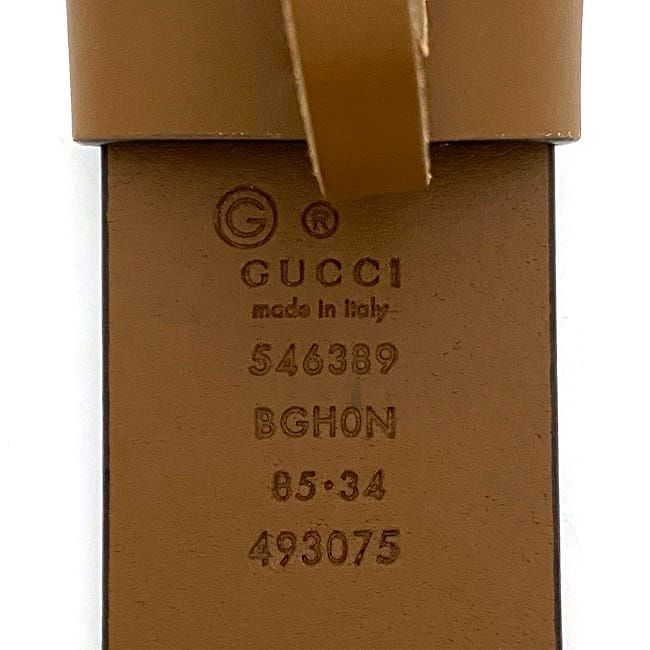 G ®
GUCCI
made in italy
546389
BGH0N
85·34
493075